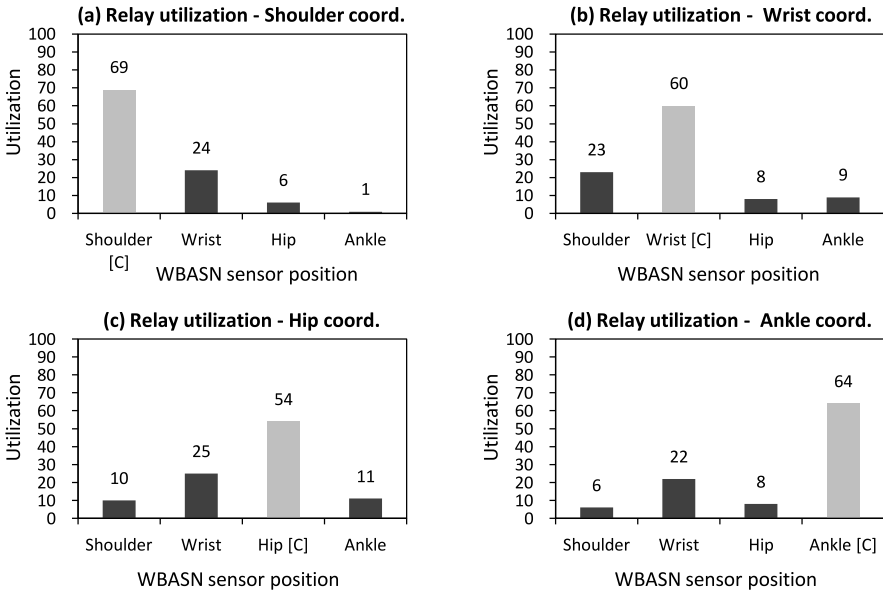 (a) Relay utilization - Shoulder coord.
100
90
80
70
60
50
40
30
20
10
0
Utilization
69
24
6
1
Shoulder [C]
Wrist
Hip
Ankle
WBASN sensor position
(b) Relay utilization - Wrist coord.
100
90
80
70
60
50
40
30
20
10
0
Utilization
23
60
8
9
Shoulder
Wrist [C]
Hip
Ankle
WBASN sensor position
(c) Relay utilization - Hip coord.
100
90
80
70
60
50
40
30
20
10
0
Utilization
10
25
54
11
Shoulder
Wrist
Hip [C]
Ankle
WBASN sensor position
(d) Relay utilization - Ankle coord.
100
90
80
70
60
50
40
30
20
10
0
Utilization
6
22
8
64
Shoulder
Wrist
Hip
Ankle [C]
WBASN sensor position